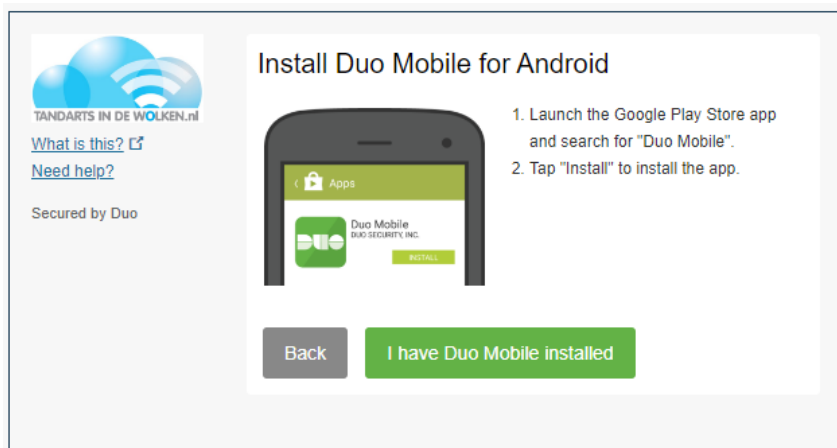 TANDARTS IN DE WOLKEN.nl
What is this?
Need help?
Secured by Duo
Install Duo Mobile for Android
1. Launch the Google Play Store app
and search for "Duo Mobile".
2. Tap "Install" to install the app.
Apps
Duo Mobile
DUO SECURITY, INC.
DUO
INSTALL
Back
I have Duo Mobile installed